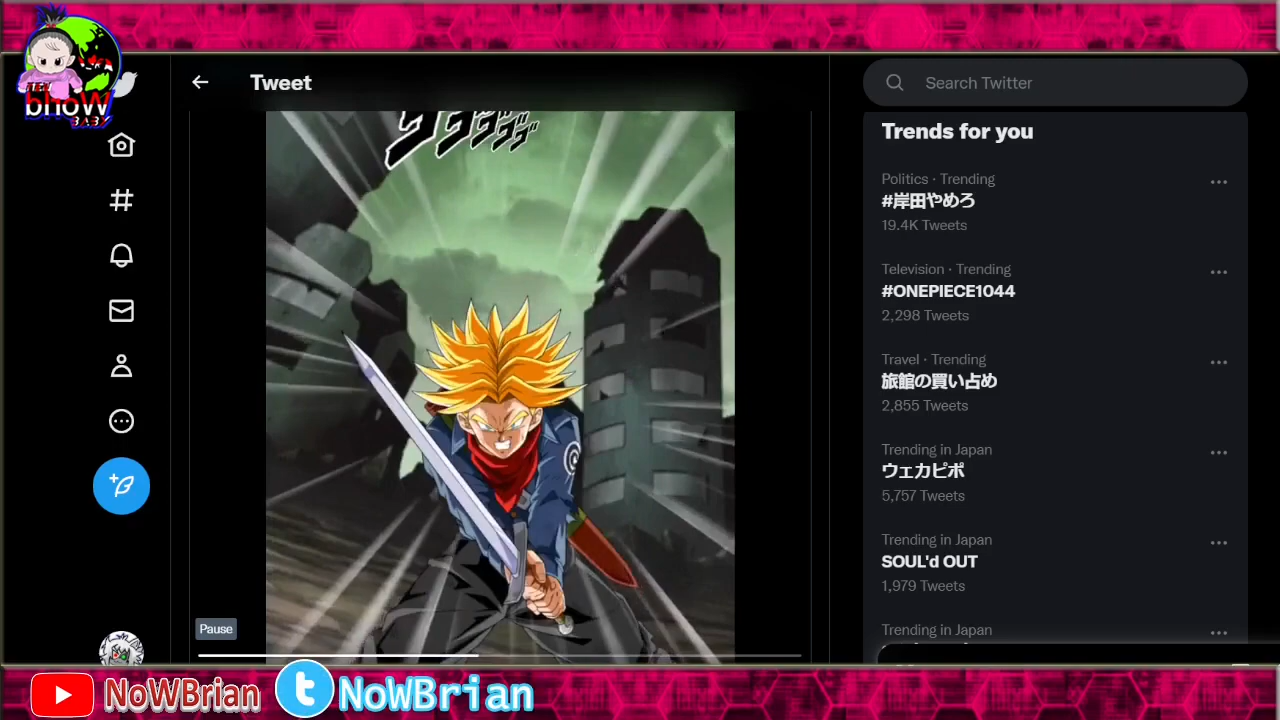 bhoW
BABY
Tweet
Search Twitter
Trends for you
Politics · Trending
#岸田やめろ
19.4K Tweets
Television · Trending
#ONEPIECE1044
2,298 Tweets
Travel · Trending
旅館の買い占め
2,855 Tweets
Trending in Japan
ウェカピポ
5,757 Tweets
Trending in Japan
SOUL'd OUT
1,979 Tweets
Trending in Japan
Pause
NoWBrian
NoWBrian